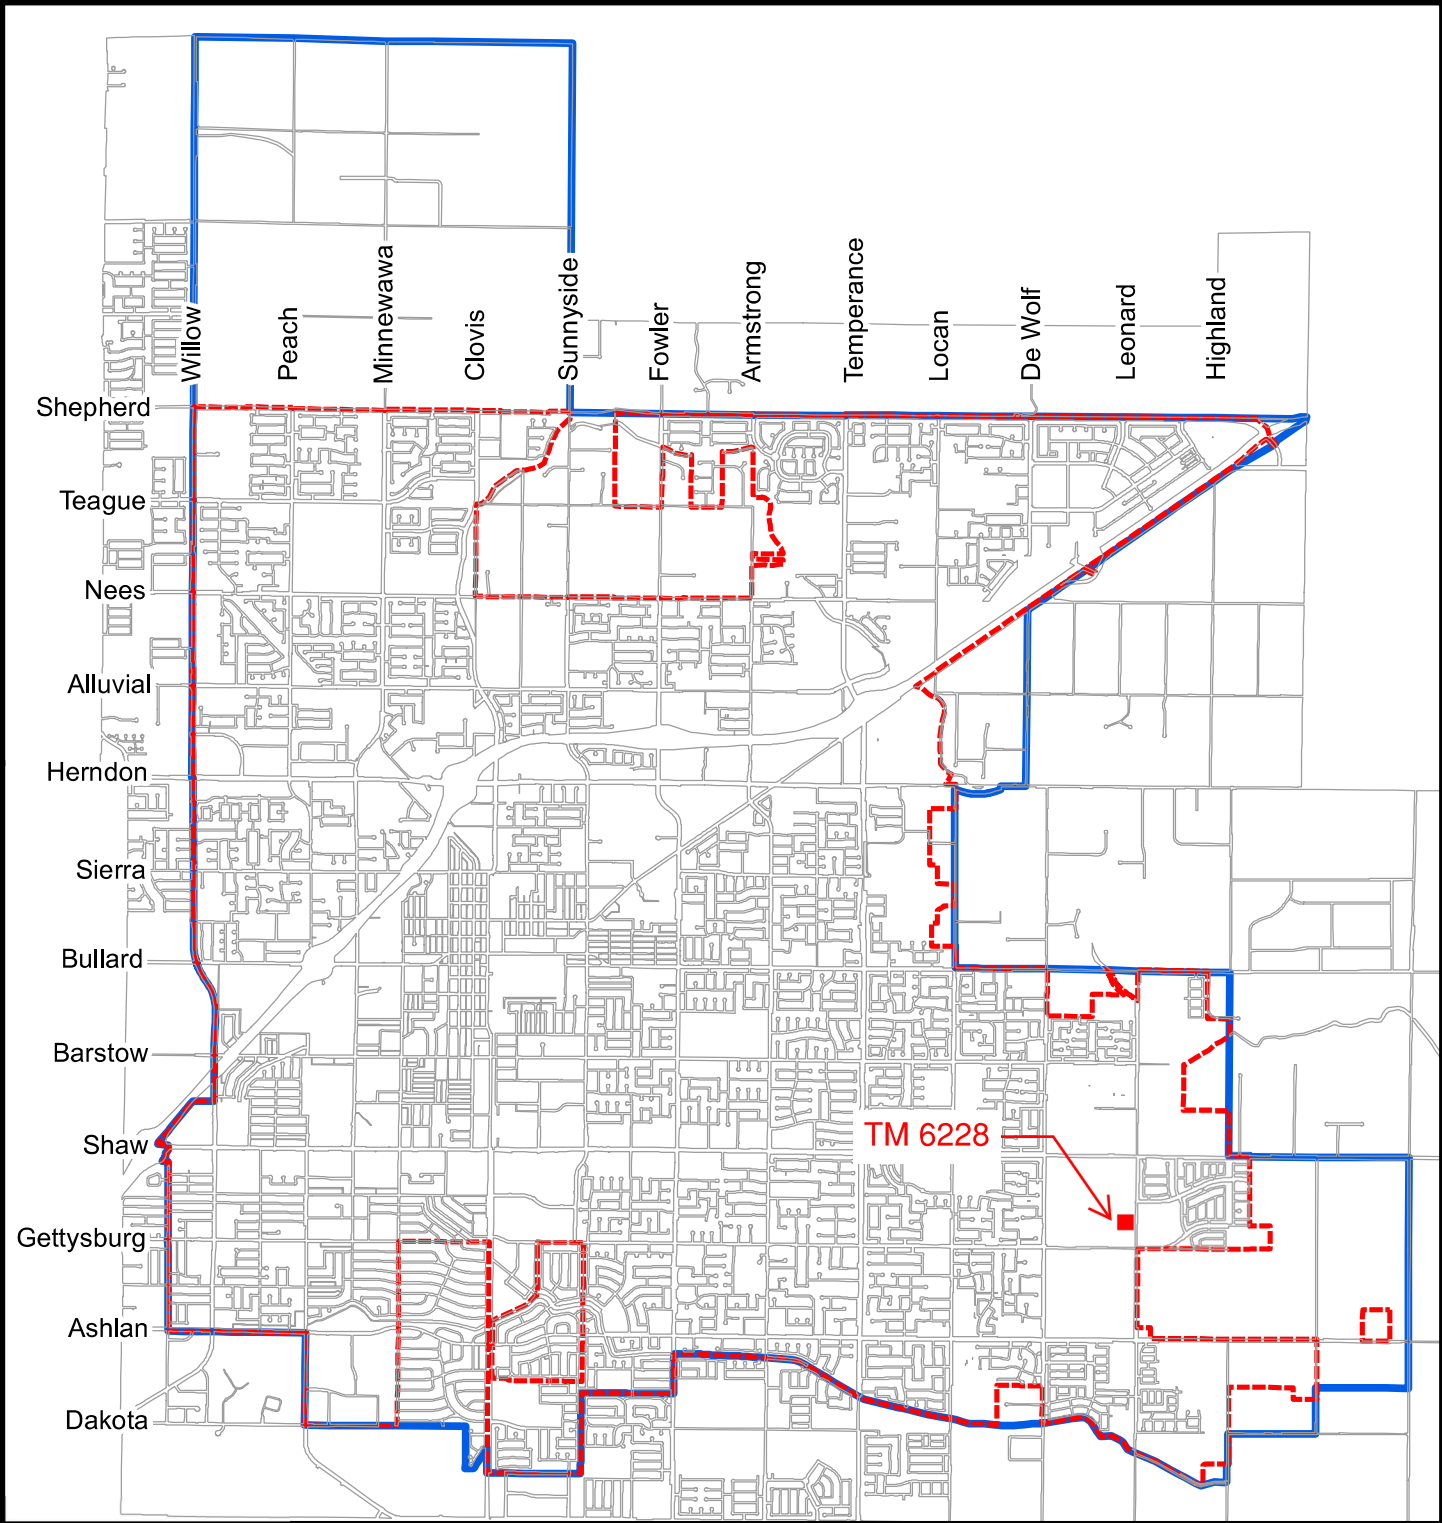 Willow
Peach
Minnewawa
Clovis
Sunnyside
Fowler
Armstrong
Temperance
Locan
De Wolf
Leonard
Highland
Shepherd
Teague
Nees
Alluvial
Herndon
Sierra
Bullard
Barstow
Shaw
TM 6228
Gettysburg
Ashlan
Dakota